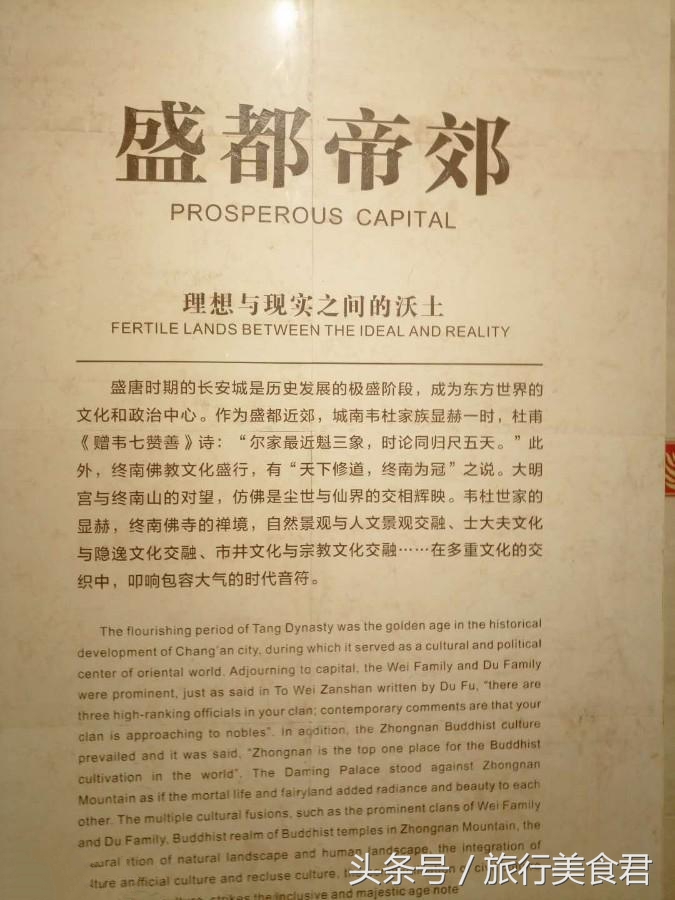 盛都帝郊
PROSPEROUS CAPITAL
理想与现实之间的沃土
FERTILE LANDS BETWEEN THE IDEAL AND REALITY
盛唐时期的长安城是历史发展的极盛阶段，成为东方世界的
文化和政治中心。作为盛都近郊，城南韦杜家族显赫一时，杜甫
《赠韦七赞善》诗：“尔家最近魁三象，时论同归尺五天。”此
外，终南佛教文化盛行，有“天下修道，终南为冠”之说。大明
宫与终南山的对望，仿佛是尘世与仙界的交相辉映。韦杜世家的
显赫，终南佛寺的禅境，自然景观与人文景观交融、士大夫文化
与隐逸文化交融、市井文化与宗教文化交融……在多重文化的交
织中，叩响包容大气的时代音符。
The flourishing period of Tang Dynasty was the golden age in the historical
development of Chang'an city, during which it served as a cultural and political
center of oriental world. Adjourning to capital, the Wei Family and Du Family
were prominent, just as said in To Wei Zanshan written by Du Fu, "there are
three high-ranking officials in your clan; contemporary comments are that your
clan is approaching to nobles". In addition, the Zhongnan Buddhist culture
prevailed and it was said, "Zhongnan is the top one place for the Buddhist
cultivation in the world". The Daming Palace stood against Zhongnan
Mountain as if the mortal life and fairyland added radiance and beauty to each
other. The multiple cultural fusions, such as the prominent clans of Wei Family
and Du Family, Buddhist realm of Buddhist temples in Zhongnan Mountain, the
of natural landscape and human landscape, the integration of
culture and recluse culture,
strikes the inclusive and majestic age note
头条号 / 旅行美食君